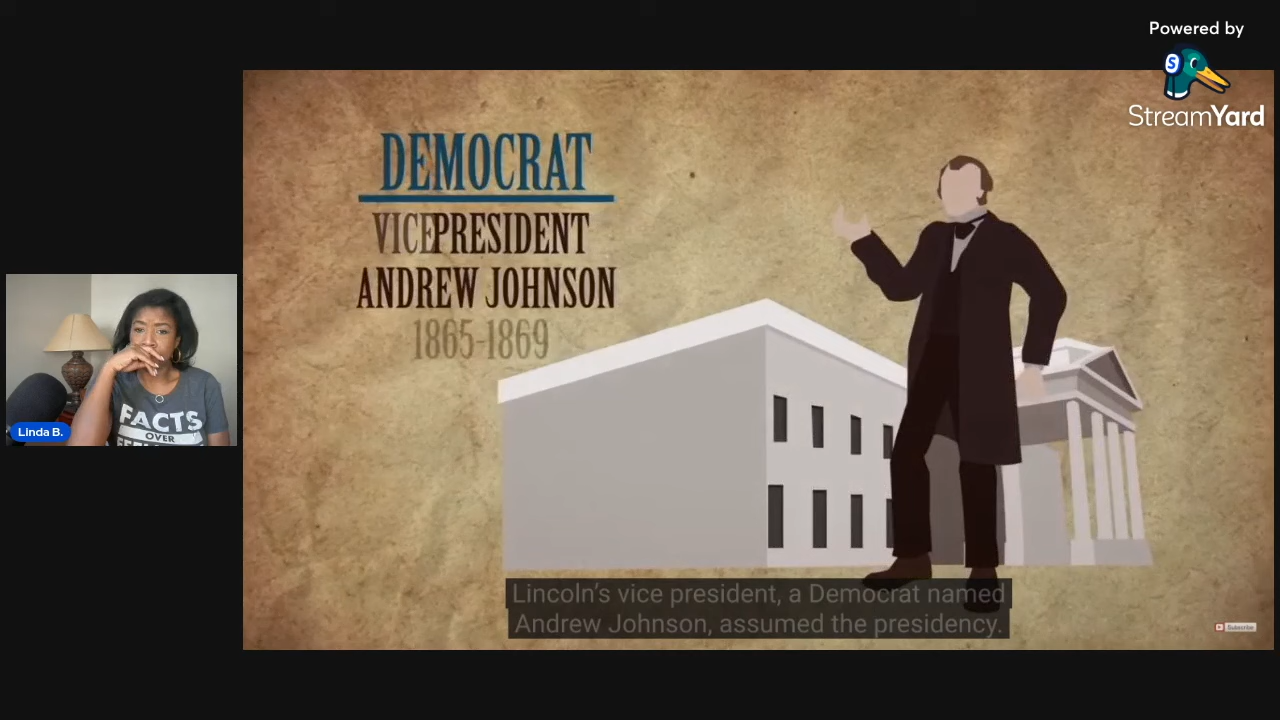 Powered by
S
StreamYard
DEMOCRAT
VICEPRESIDENT
ANDREW JOHNSON
1865-1869
FACTS
OVER
Linda B.
Lincoln's vice president, a Democrat named
Andrew Johnson, assumed the presidency.
Subscribe